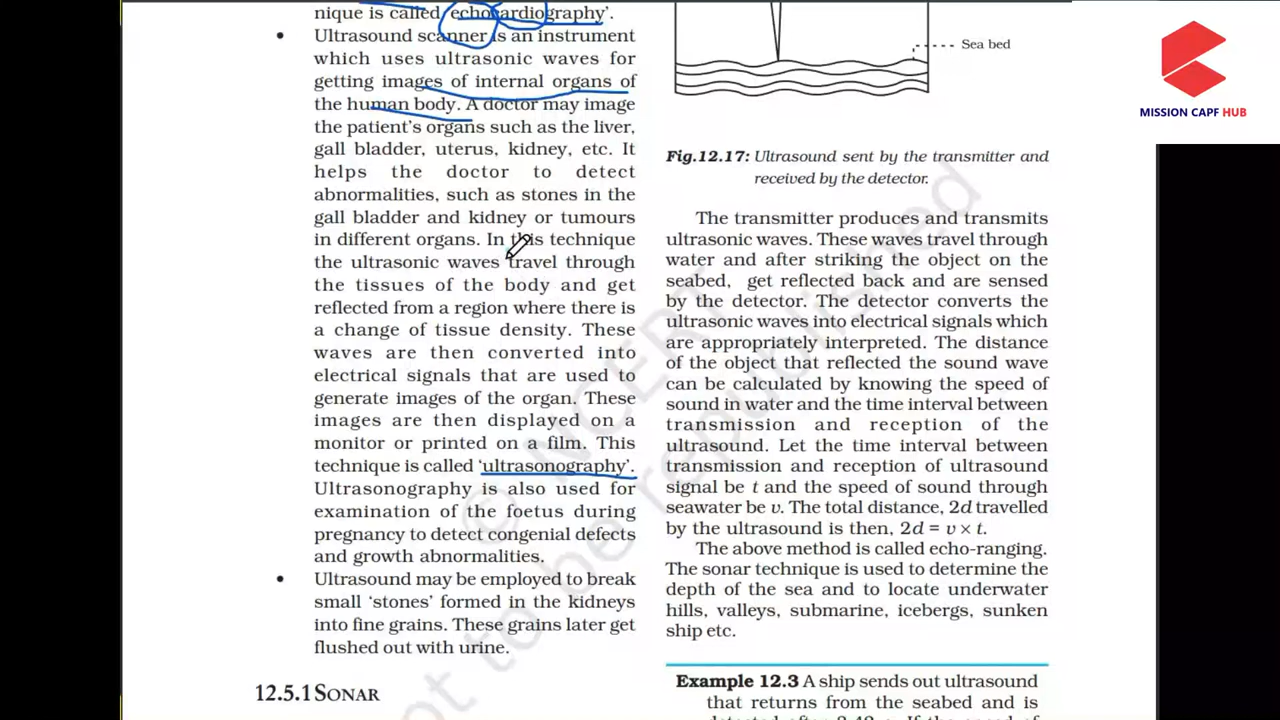 nique is called 'echocardiography'.
• Ultrasound scanner is an instrument
which uses ultrasonic waves for
getting images of internal organs of
the human body. A doctor may image
the patient's organs such as the liver,
gall bladder, uterus, kidney, etc. It
helps the doctor to detect
abnormalities, such as stones in the
gall bladder and kidney or tumours
in different organs. In this technique
the ultrasonic waves travel through
the tissues of the body and get
reflected from a region where there is
a change of tissue density. These
waves are then converted into
electrical signals that are used to
generate images of the organ. These
images are then displayed on a
monitor or printed on a film. This
technique is called 'ultrasonography'.
Ultrasonography is also used for
examination of the foetus during
pregnancy to detect congenial defects
and growth abnormalities.
• Ultrasound may be employed to break
small 'stones' formed in the kidneys
into fine grains. These grains later get
flushed out with urine.
12.5.1 SONAR
Sea bed
Fig.12.17: Ultrasound sent by the transmitter and
received by the detector.
The transmitter produces and transmits
ultrasonic waves. These waves travel through
water and after striking the object on the
seabed, get reflected back and are sensed
by the detector. The detector converts the
ultrasonic waves into electrical signals which
are appropriately interpreted. The distance
of the object that reflected the sound wave
can be calculated by knowing the speed of
sound in water and the time interval between
transmission and reception of the
ultrasound. Let the time interval between
transmission and reception of ultrasound
signal be t and the speed of sound through
seawater be v. The total distance, 2d travelled
by the ultrasound is then, 2d = v × t.
The above method is called echo-ranging.
The sonar technique is used to determine the
depth of the sea and to locate underwater
hills, valleys, submarine, icebergs, sunken
ship etc.
Example 12.3 A ship sends out ultrasound
that returns from the seabed and is
MISSION CAPF HUB
© NCERT
not to be republished